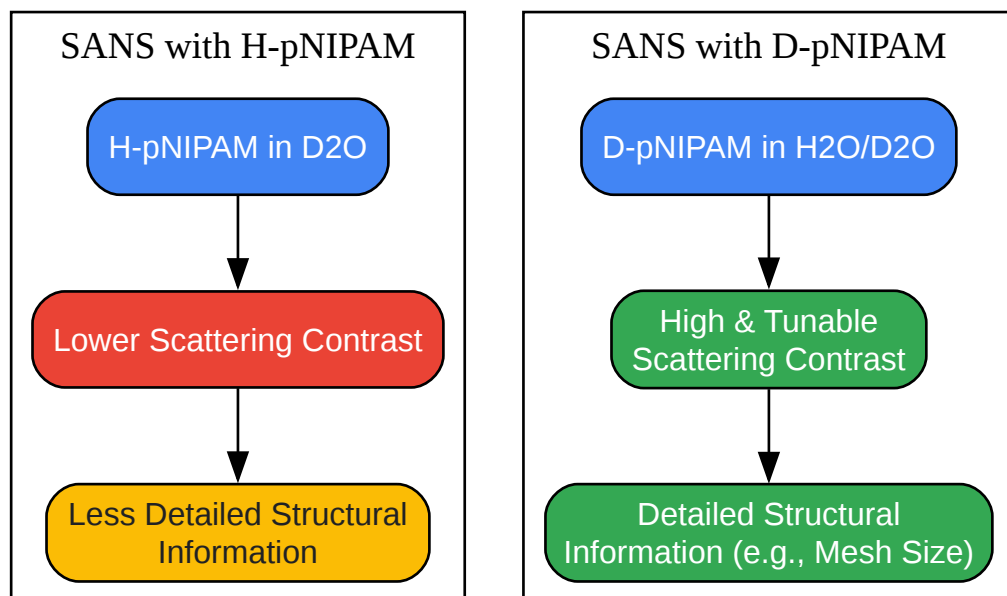 SANS with H-pNIPAM
H-pNIPAM in D2O
Lower Scattering Contrast
Less Detailed Structural
Information
SANS with D-pNIPAM
D-pNIPAM in H2O/D2O
High & Tunable
Scattering Contrast
Detailed Structural
Information (e.g., Mesh Size)